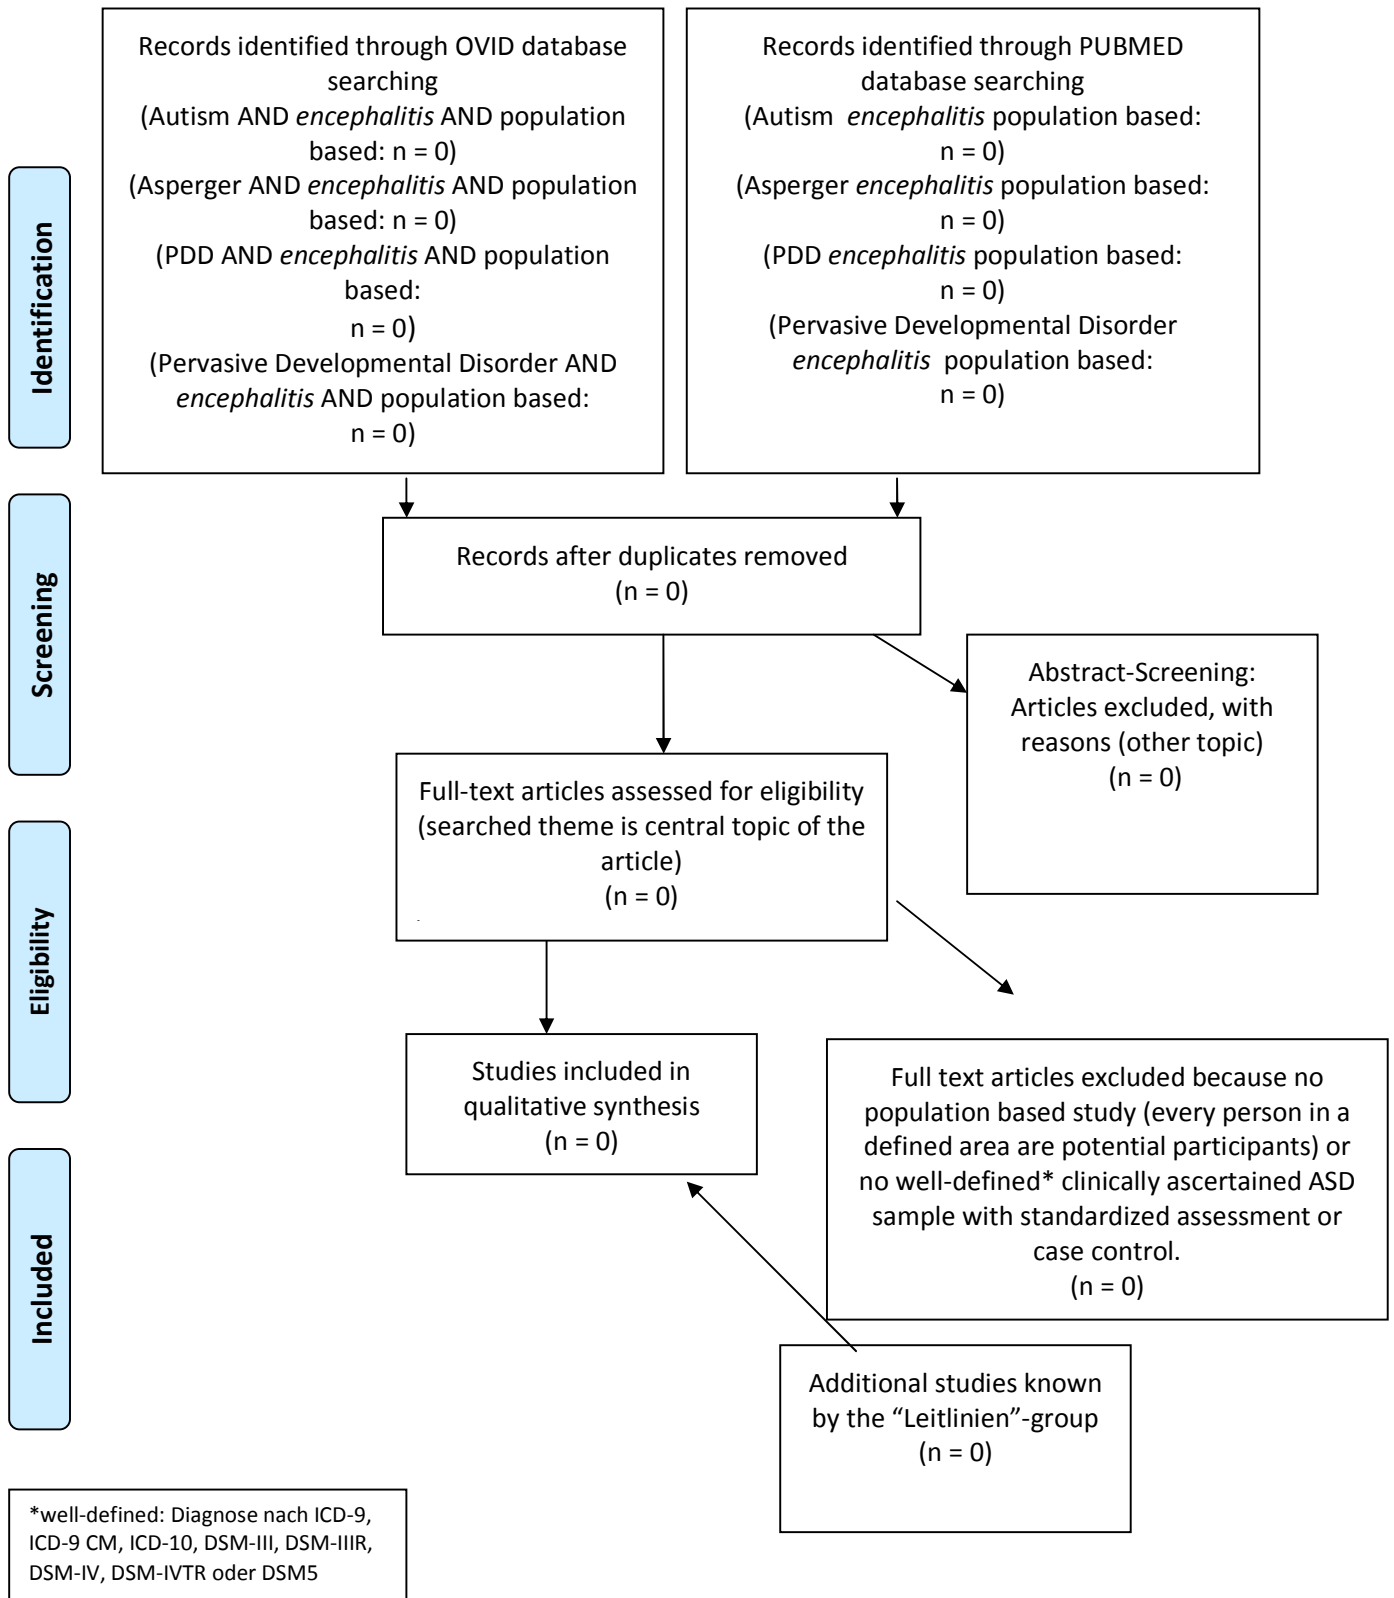 Records identified through OVID database
searching
(Autism AND encephalitis AND population
based: n = 0)
(Asperger AND encephalitis AND population
based: n = 0)
(PDD AND encephalitis AND population
based:
n = 0)
(Pervasive Developmental Disorder AND
encephalitis AND population based:
n = 0)
Records identified through PUBMED
database searching
(Autism  encephalitis population based:
n = 0)
(Asperger encephalitis population based:
n = 0)
(PDD encephalitis population based:
n = 0)
(Pervasive Developmental Disorder
encephalitis  population based:
n = 0)
Identification
Screening
Records after duplicates removed
(n = 0)
Abstract-Screening:
Articles excluded, with
reasons (other topic)
(n = 0)
Full-text articles assessed for eligibility
(searched theme is central topic of the
article)
(n = 0)
Eligibility
Studies included in
qualitative synthesis
(n = 0)
Full text articles excluded because no
population based study (every person in a
defined area are potential participants) or
no well-defined* clinically ascertained ASD
sample with standardized assessment or
case control.
(n = 0)
Included
Additional studies known
by the “Leitlinien”-group
(n = 0)
*well-defined: Diagnose nach ICD-9,
ICD-9 CM, ICD-10, DSM-III, DSM-IIIR,
DSM-IV, DSM-IVTR oder DSM5